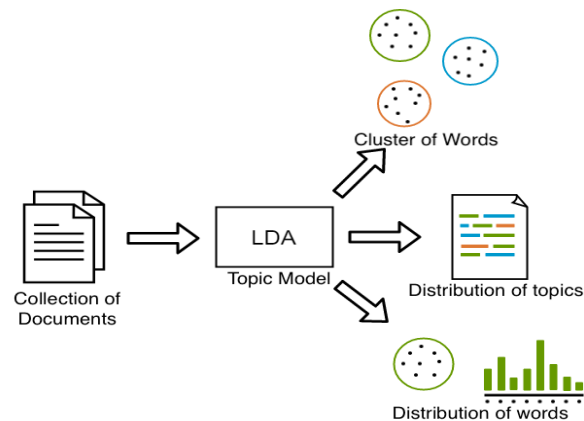 Cluster of Words
LDA
Topic Model
Collection of
Documents
Distribution of topics
Distribution of words